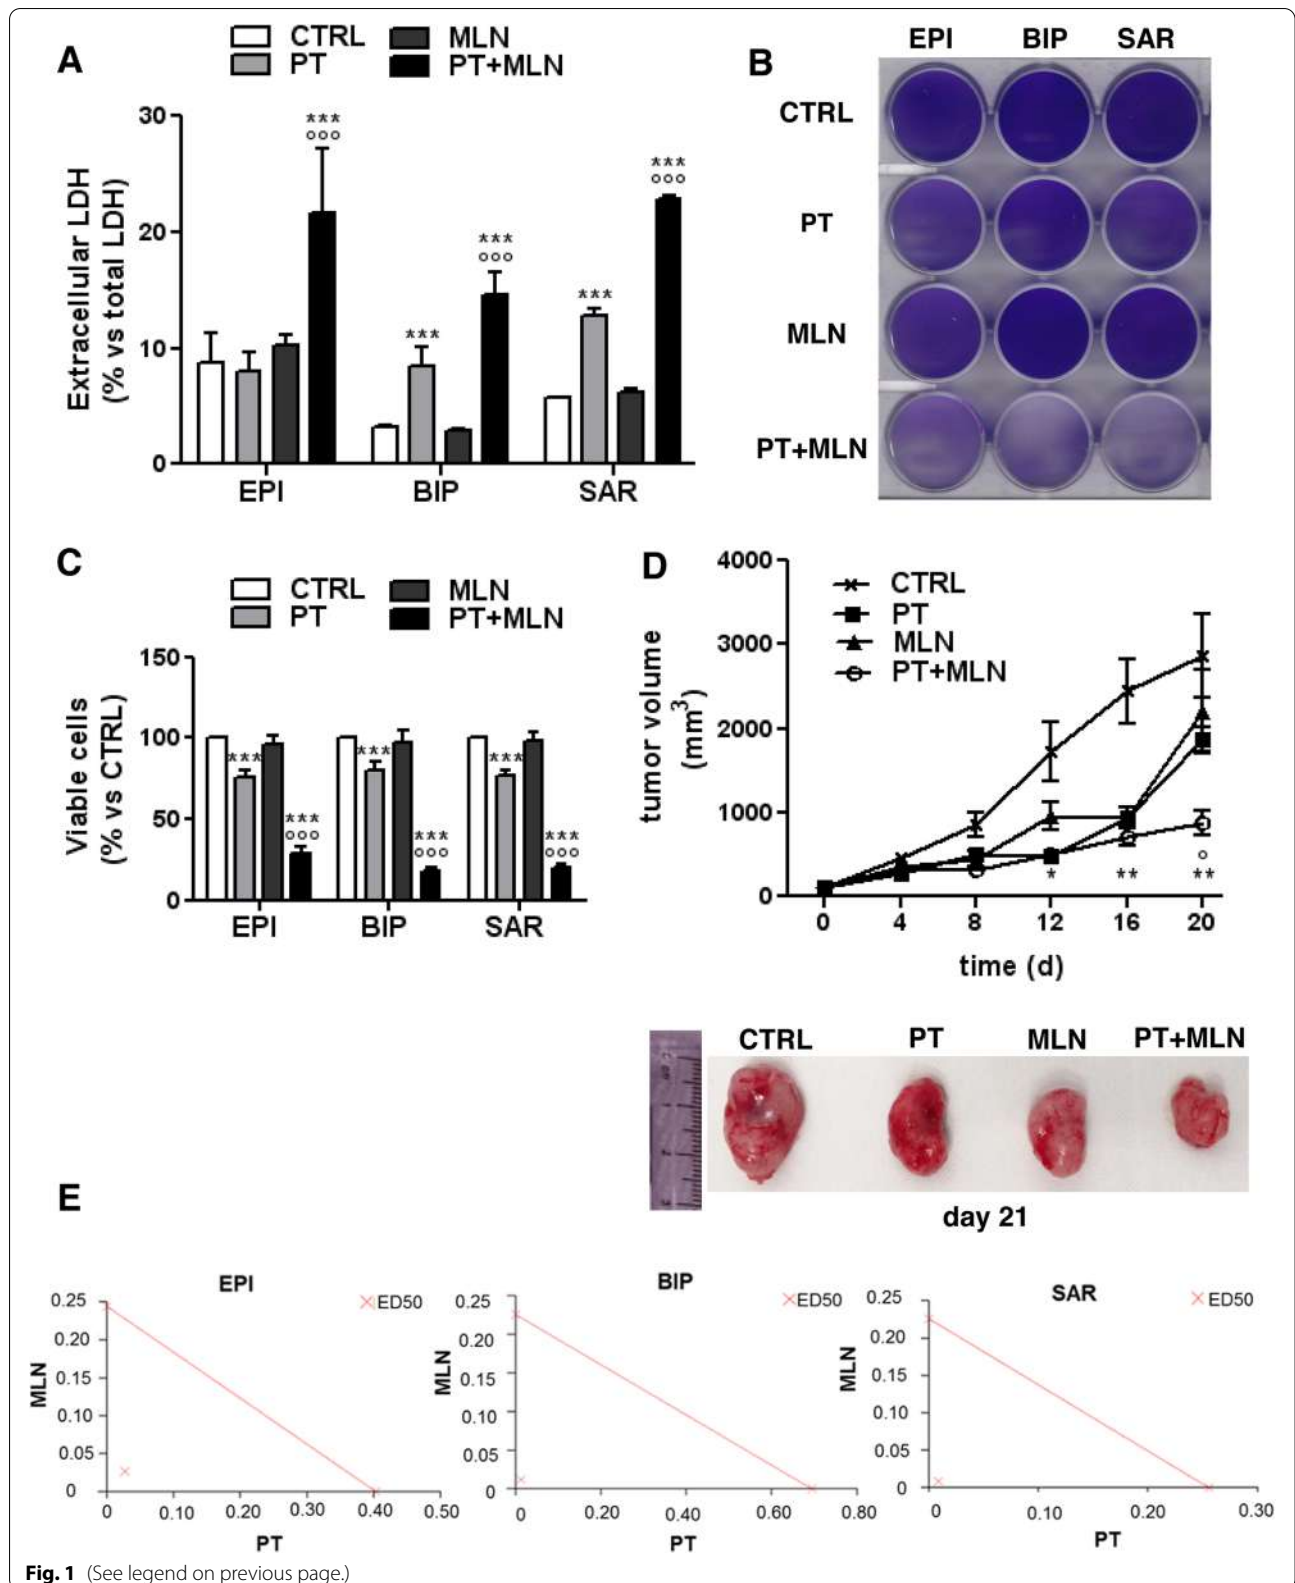 A
CTRL MLN
PT PT+MLN
Extracellular LDH
(% vs total LDH)
30
20
10
0
***
°°°
***
***
°°°
***
***
°°°
EPI BIP SAR
B
EPI BIP SAR
CTRL
PT
MLN
PT+MLN
C
CTRL MLN
PT PT+MLN
Viable cells
(% vs CTRL)
150
100
50
0
***
***
°°°
***
***
°°°
***
***
°°°
EPI BIP SAR
D
CTRL
PT
MLN
PT+MLN
tumor volume
(mm³)
4000
3000
2000
1000
0
°
* ** **
0 4 8 12 16 20
time (d)
CTRL PT MLN PT+MLN
day 21
E
EPI
ED50
MLN
0.25
0.20
0.15
0.10
0.05
0
0 0.10 0.20 0.30 0.40 0.50
PT
BIP
ED50
MLN
0.25
0.20
0.15
0.10
0.05
0
0 0.20 0.40 0.60 0.80
PT
SAR
ED50
MLN
0.25
0.20
0.15
0.10
0.05
0
0 0.10 0.20 0.30
PT
Fig. 1 (See legend on previous page.)